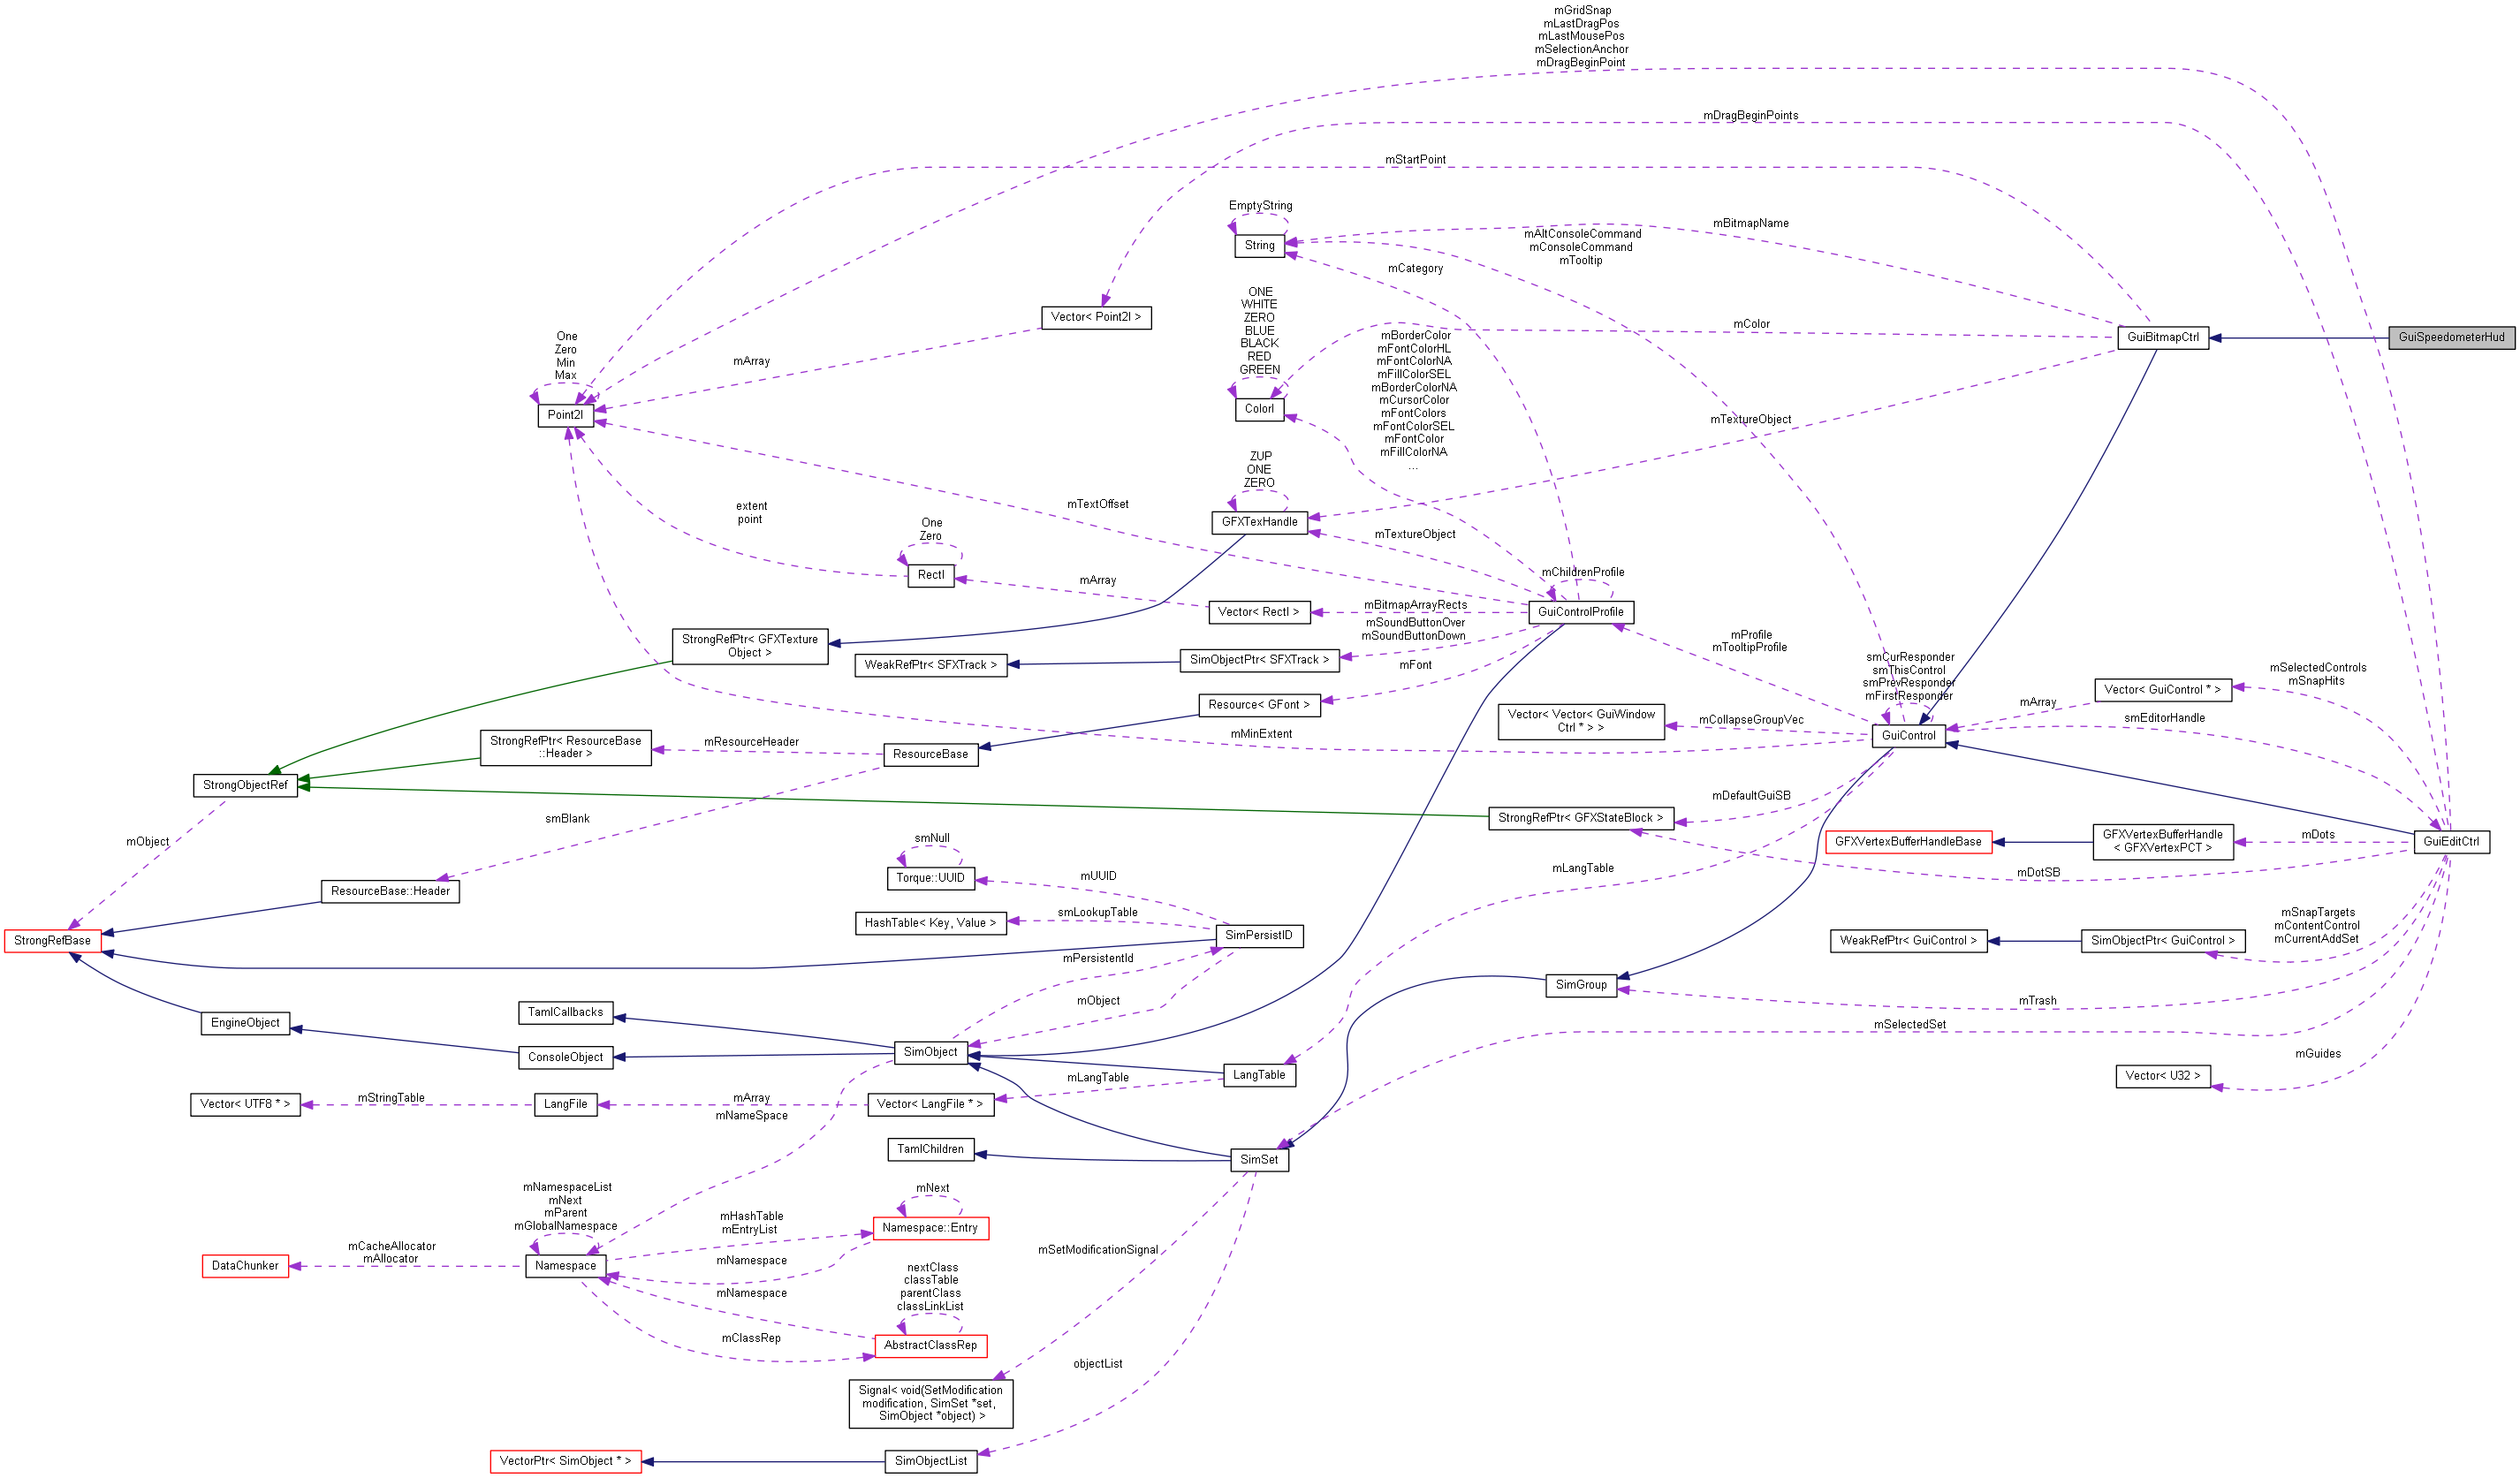 mGridSnap
mLastDragPos
mLastMousePos
mSelectionAnchor
mDragBeginPoint
mDragBeginPoints
mStartPoint
EmptyString
String
mBitmapName
mAltConsoleCommand
mConsoleCommand
mTooltip
mCategory
ONE
WHITE
ZERO
BLUE
BLACK
RED
GREEN
ColorI
Vector< Point2I >
mColor
GuiBitmapCtrl
GuiSpeedometerHud
One
Zero
Min
Max
Point2I
mArray
mBorderColor
mFontColorHL
mFontColorNA
mFillColorSEL
mBorderColorNA
mCursorColor
mFontColors
mFontColorSEL
mFontColor
mFillColorNA
...
mTextureObject
ZUP
ONE
ZERO
GFXTexHandle
mTextOffset
extent
point
One
Zero
RectI
mTextureObject
mArray
mChildrenProfile
GuiControlProfile
Vector< RectI >
mBitmapArrayRects
mSoundButtonOver
mSoundButtonDown
StrongRefPtr< GFXTexture
Object >
WeakRefPtr< SFXTrack >
SimObjectPtr< SFXTrack >
mFont
mProfile
mTooltipProfile
smCurResponder
smThisControl
smPrevResponder
mFirstResponder
GuiControl
mSelectedControls
mSnapHits
Vector< GuiControl * >
mArray
smEditorHandle
Resource< GFont >
Vector< Vector< GuiWindow
Ctrl * > >
mCollapseGroupVec
mMinExtent
StrongRefPtr< ResourceBase
::Header >
mResourceHeader
ResourceBase
StrongObjectRef
mDefaultGuiSB
StrongRefPtr< GFXStateBlock >
smBlank
mObject
smNull
Torque::UUID
mUUID
GFXVertexBufferHandleBase
GFXVertexBufferHandle
< GFXVertexPCT >
mDots
GuiEditCtrl
mLangTable
mDotSB
ResourceBase::Header
HashTable< Key, Value >
smLookupTable
SimPersistID
StrongRefBase
mPersistentId
mObject
WeakRefPtr< GuiControl >
SimObjectPtr< GuiControl >
mSnapTargets
mContentControl
mCurrentAddSet
SimGroup
mTrash
mSelectedSet
TamlCallbacks
EngineObject
ConsoleObject
SimObject
LangTable
mLangTable
mGuides
Vector< U32 >
Vector< UTF8 * >
mStringTable
LangFile
mArray
Vector< LangFile * >
mNameSpace
TamlChildren
SimSet
mNamespaceList
mNext
mParent
mGlobalNamespace
Namespace
mHashTable
mEntryList
mNext
Namespace::Entry
mNamespace
mCacheAllocator
mAllocator
DataChunker
mNamespace
mClassRep
nextClass
classTable
parentClass
classLinkList
AbstractClassRep
mSetModificationSignal
objectList
Signal< void(SetModification
modification, SimSet *set,
SimObject *object) >
VectorPtr< SimObject * >
SimObjectList